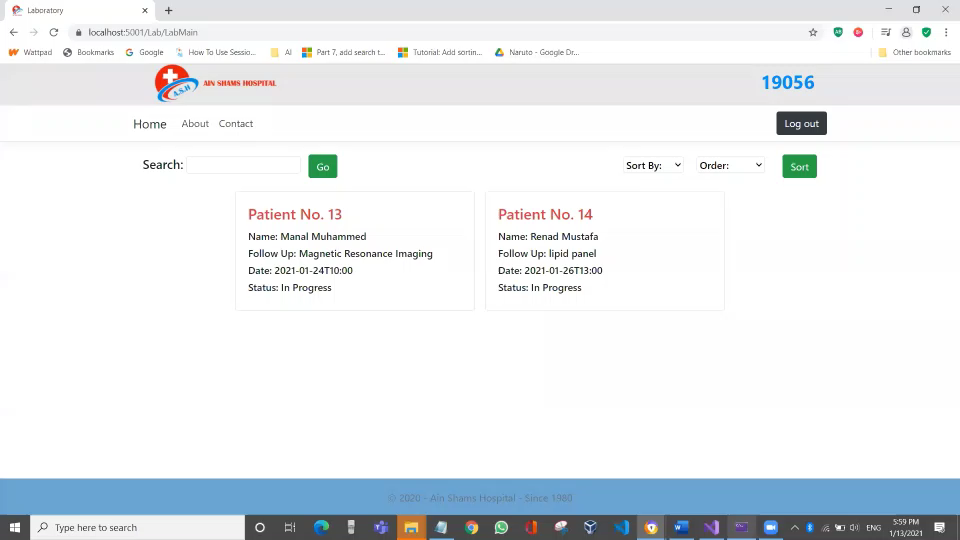 Laboratory
localhost:5001/Lab/LabMain
Wattpad Bookmarks Google How To Use Sessio... AI Part 7, add search t... Tutorial: Add sortin... Naruto - Google Dr... Other bookmarks
A.S.H AIN SHAMS HOSPITAL 19056
Home About Contact Log out
Search: Go Sort By: Order: Sort
Patient No. 13
Name: Manal Muhammed
Follow Up: Magnetic Resonance Imaging
Date: 2021-01-24T10:00
Status: In Progress
Patient No. 14
Name: Renad Mustafa
Follow Up: lipid panel
Date: 2021-01-26T13:00
Status: In Progress
© 2020 - Ain Shams Hospital - Since 1980
Type here to search
ENG
5:59 PM
1/13/2021